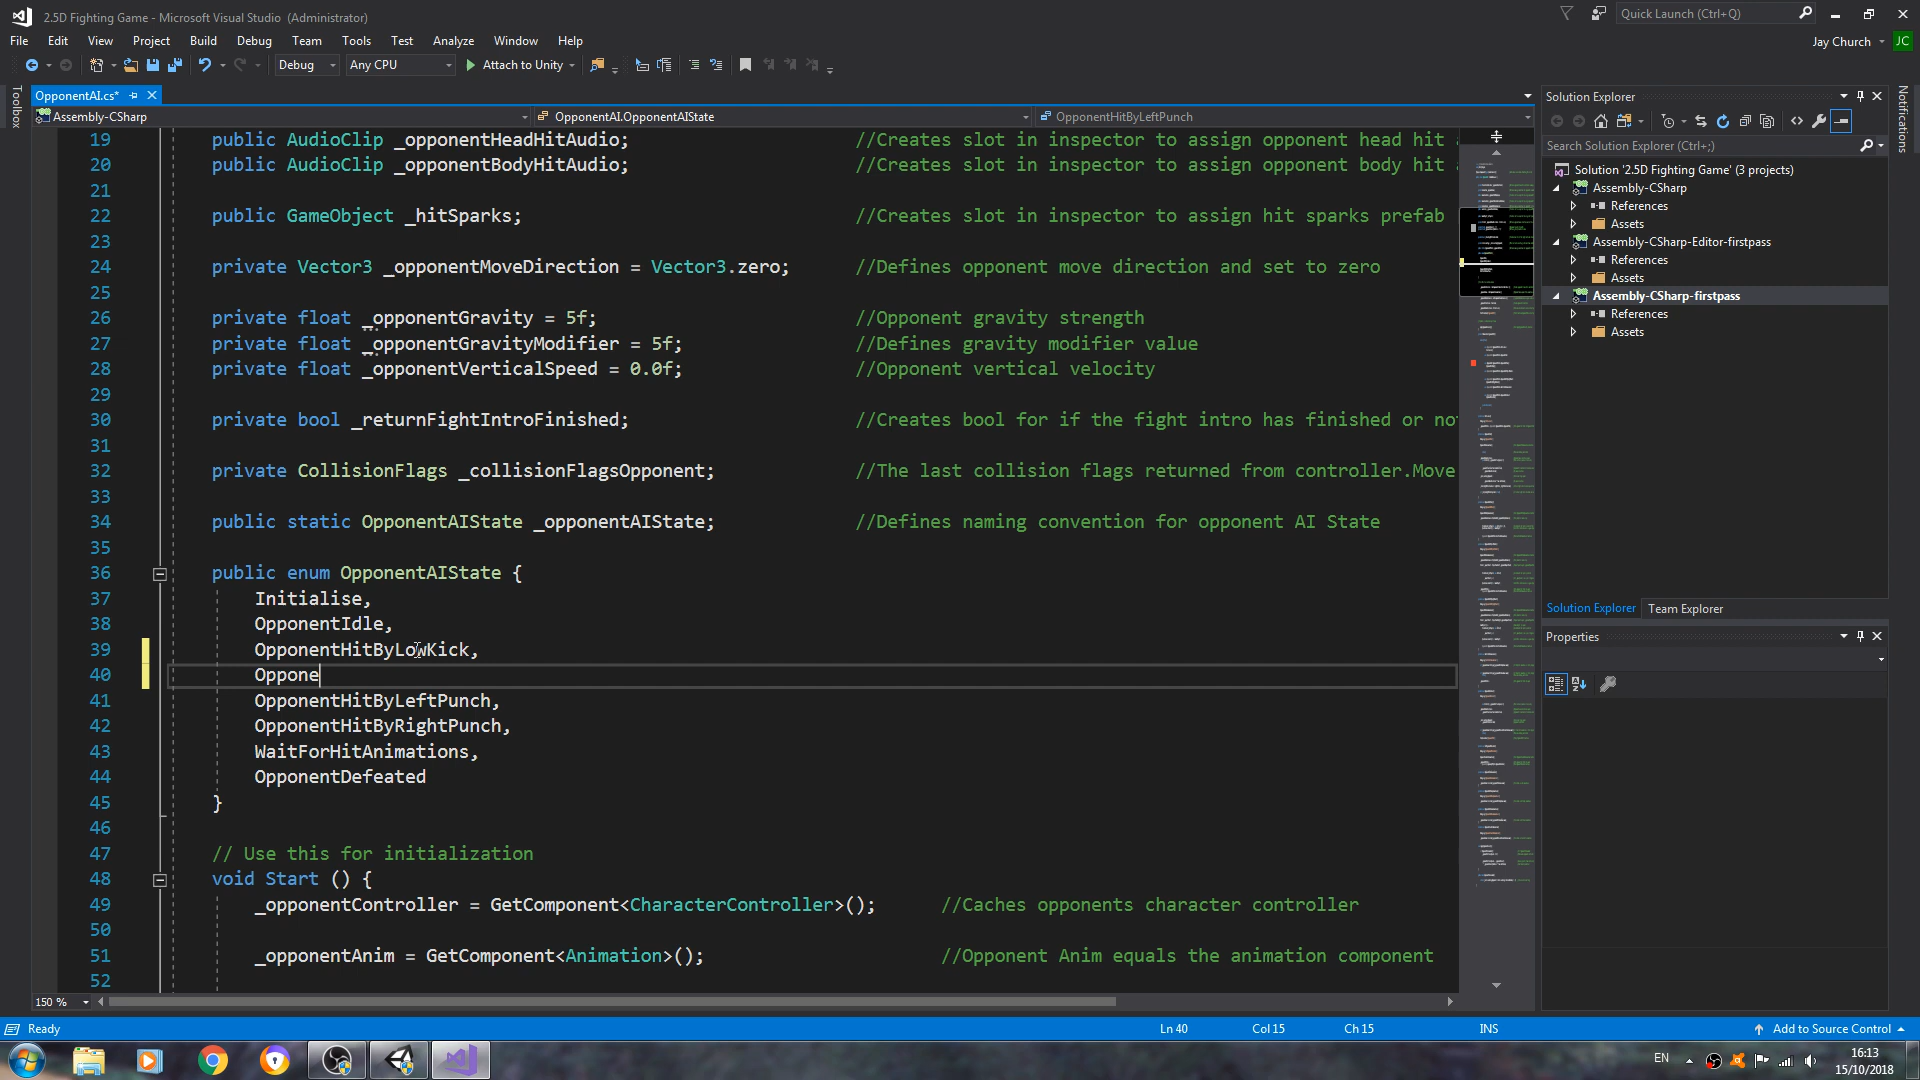 2.5D Fighting Game - Microsoft Visual Studio (Administrator)
Quick Launch (Ctrl+Q)
File Edit View Project Build Debug Team Tools Test Analyze Window Help
Jay Church JC
Debug Any CPU Attach to Unity
Toolbox
OpponentAI.cs*
Assembly-CSharp OpponentAI.OpponentAIState OpponentHitByLeftPunch
19 public AudioClip _opponentHeadHitAudio; //Creates slot in inspector to assign opponent head hit
20 public AudioClip _opponentBodyHitAudio; //Creates slot in inspector to assign opponent body hit
21
22 public GameObject _hitSparks; //Creates slot in inspector to assign hit sparks prefab
23
24 private Vector3 _opponentMoveDirection = Vector3.zero; //Defines opponent move direction and set to zero
25
26 private float _opponentGravity = 5f; //Opponent gravity strength
27 private float _opponentGravityModifier = 5f; //Defines gravity modifier value
28 private float _opponentVerticalSpeed = 0.0f; //Opponent vertical velocity
29
30 private bool _returnFightIntroFinished; //Creates bool for if the fight intro has finished or no
31
32 private CollisionFlags _collisionFlagsOpponent; //The last collision flags returned from controller.Move
33
34 public static OpponentAIState _opponentAIState; //Defines naming convention for opponent AI State
35
36 public enum OpponentAIState {
37 Initialise,
38 OpponentIdle,
39 OpponentHitByLowKick,
40 Oppone
41 OpponentHitByLeftPunch,
42 OpponentHitByRightPunch,
43 WaitForHitAnimations,
44 OpponentDefeated
45 }
46
47 // Use this for initialization
48 void Start () {
49 _opponentController = GetComponent<CharacterController>(); //Caches opponents character controller
50
51 _opponentAnim = GetComponent<Animation>(); //Opponent Anim equals the animation component
52
150 %
Solution Explorer
Search Solution Explorer (Ctrl+;)
Solution '2.5D Fighting Game' (3 projects)
Assembly-CSharp
References
Assets
Assembly-CSharp-Editor-firstpass
References
Assets
Assembly-CSharp-firstpass
References
Assets
Solution Explorer Team Explorer
Properties
Notifications
Ready Ln 40 Col 15 Ch 15 INS Add to Source Control
EN
16:13
15/10/2018